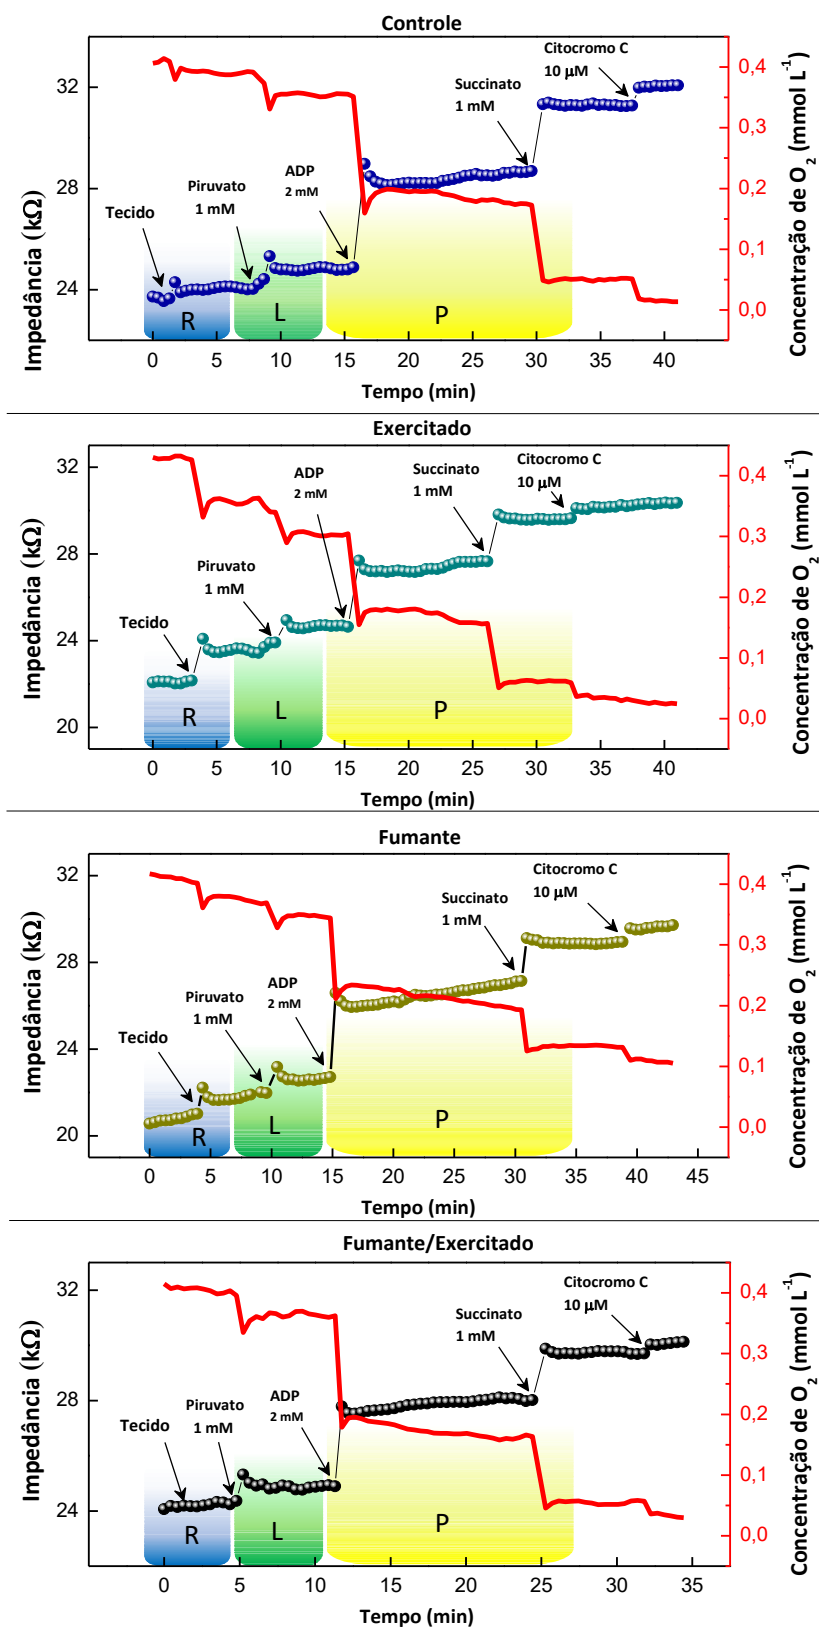 Controle
Impedância (kΩ)
32
28
24
Tecido
Piruvato
1 mM
ADP
2 mM
Succinato
1 mM
Citocromo C
10 µM
R
L
P
0,4
0,3
0,2
0,1
0,0
Concentração de O₂ (mmol L⁻¹)
0 5 10 15 20 25 30 35 40
Tempo (min)
Exercitado
Impedância (kΩ)
32
28
24
20
Tecido
Piruvato
1 mM
ADP
2 mM
Succinato
1 mM
Citocromo C
10 µM
R
L
P
0,4
0,3
0,2
0,1
0,0
Concentração de O₂ (mmol L⁻¹)
0 5 10 15 20 25 30 35 40
Tempo (min)
Fumante
Impedância (kΩ)
32
28
24
20
Tecido
Piruvato
1 mM
ADP
2 mM
Succinato
1 mM
Citocromo C
10 µM
R
L
P
0,4
0,3
0,2
0,1
0,0
Concentração de O₂ (mmol L⁻¹)
0 5 10 15 20 25 30 35 40 45
Tempo (min)
Fumante/Exercitado
Impedância (kΩ)
32
28
24
Tecido
Piruvato
1 mM
ADP
2 mM
Succinato
1 mM
Citocromo C
10 µM
R
L
P
0,4
0,3
0,2
0,1
0,0
Concentração de O₂ (mmol L⁻¹)
0 5 10 15 20 25 30 35
Tempo (min)